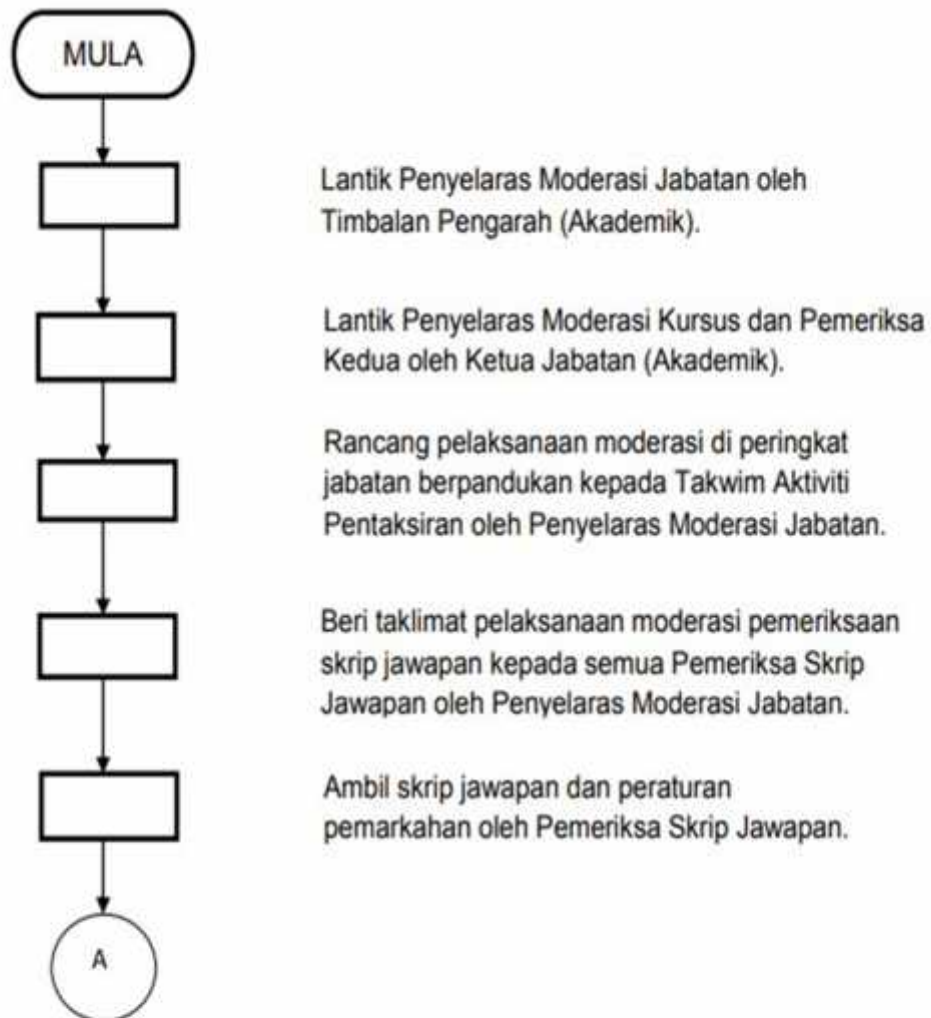 MULA
Lantik Penyelaras Moderasi Jabatan oleh
Timbalan Pengarah (Akademik).
Lantik Penyelaras Moderasi Kursus dan Pemeriksa
Kedua oleh Ketua Jabatan (Akademik).
Rancang pelaksanaan moderasi di peringkat
jabatan berpandukan kepada Takwim Aktiviti
Pentaksiran oleh Penyelaras Moderasi Jabatan.
Beri taklimat pelaksanaan moderasi pemeriksaan
skrip jawapan kepada semua Pemeriksa Skrip
Jawapan oleh Penyelaras Moderasi Jabatan.
Ambil skrip jawapan dan peraturan
pemarkahan oleh Pemeriksa Skrip Jawapan.
A